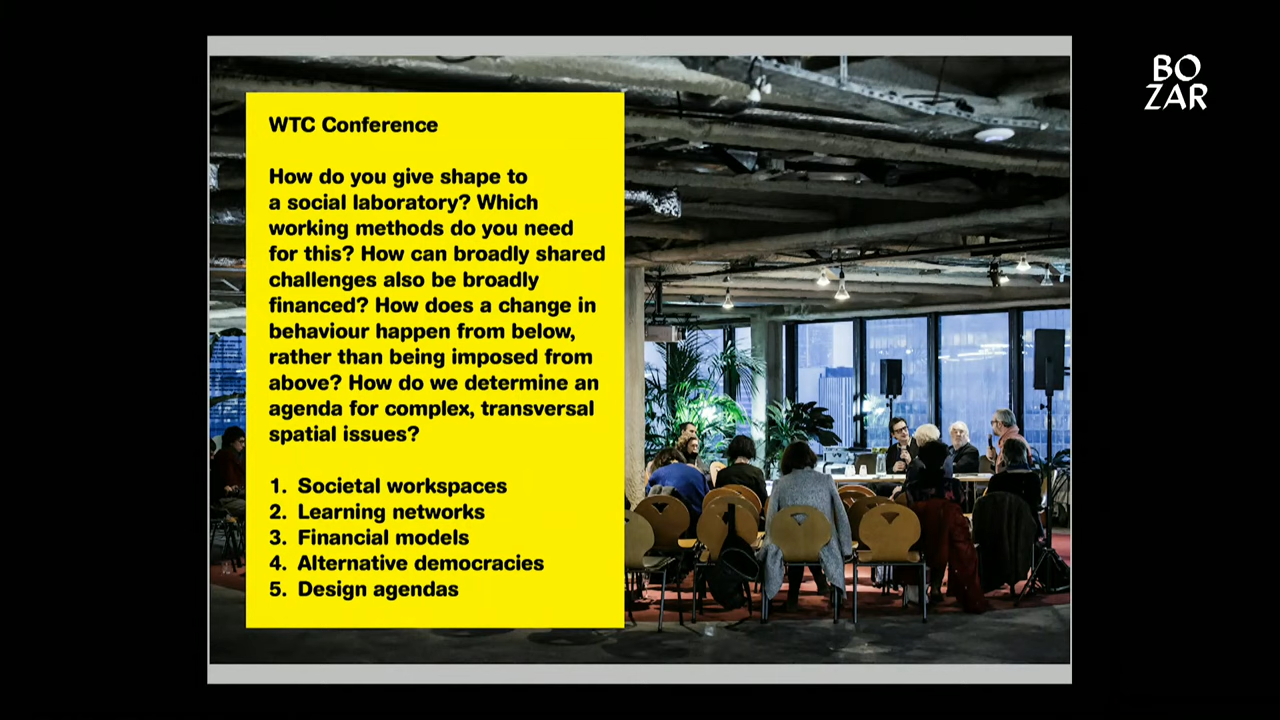 WTC Conference
How do you give shape to
a social laboratory? Which
working methods do you need
for this? How can broadly shared
challenges also be broadly
financed? How does a change in
behaviour happen from below,
rather than being imposed from
above? How do we determine an
agenda for complex, transversal
spatial issues?
1. Societal workspaces
2. Learning networks
3. Financial models
4. Alternative democracies
5. Design agendas
BO
ZAR